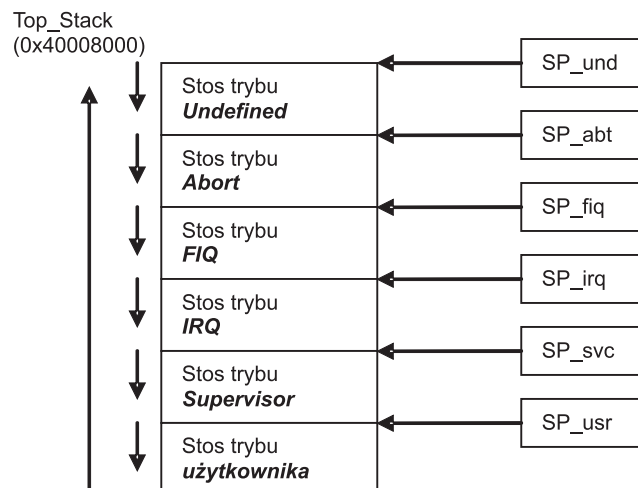 Top_Stack
(0x40008000)
SP_und
Stos trybu
Undefined
SP_abt
Stos trybu
Abort
SP_fiq
Stos trybu
FIQ
SP_irq
Stos trybu
IRQ
SP_svc
Stos trybu
Supervisor
SP_usr
Stos trybu
użytkownika